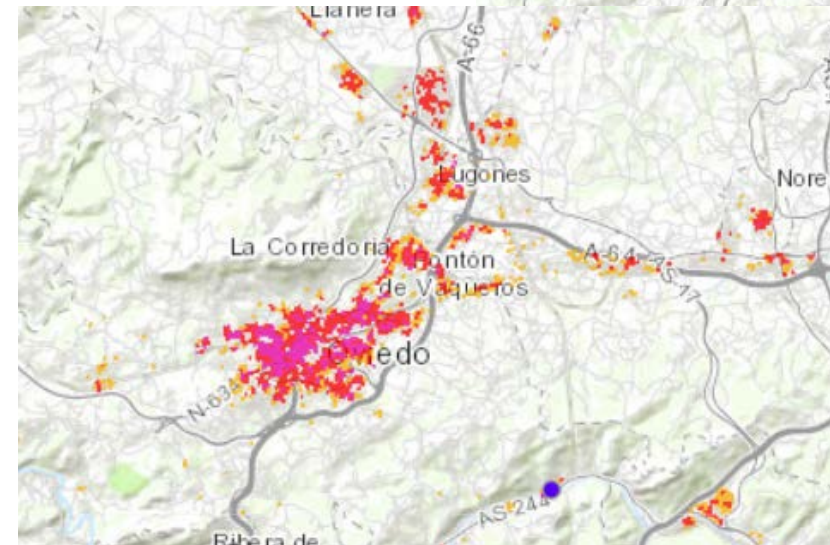 Llanera
A-66
Lugones
Nore
La Corredoria
Pontón
de Vaqueros
A-64
AS-17
Oviedo
N-634
AS-244
Ribera de